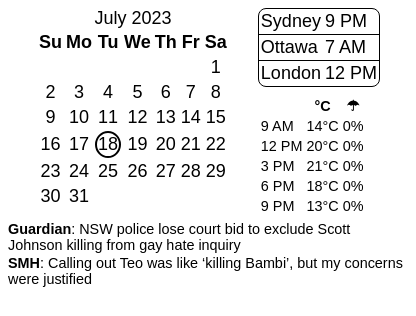 July 2023
Su Mo Tu We Th Fr Sa
1
2 3 4 5 6 7 8
9 10 11 12 13 14 15
16 17 18 19 20 21 22
23 24 25 26 27 28 29
30 31
Sydney 9 PM
Ottawa 7 AM
London 12 PM
°C ☂
9 AM 14°C 0%
12 PM 20°C 0%
3 PM 21°C 0%
6 PM 18°C 0%
9 PM 13°C 0%
Guardian: NSW police lose court bid to exclude Scott
Johnson killing from gay hate inquiry
SMH: Calling out Teo was like ‘killing Bambi’, but my concerns
were justified